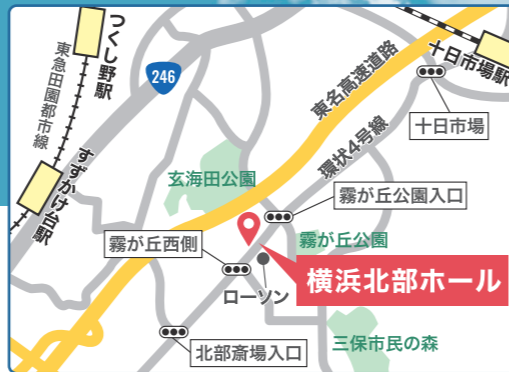 つくし野駅
東急田園都市線
すずかけ台駅
246
東名高速道路
環状4号線
十日市場駅
十日市場
玄海田公園
霧が丘公園入口
霧が丘公園
霧が丘西側
ローソン
横浜北部ホール
北部斎場入口
三保市民の森